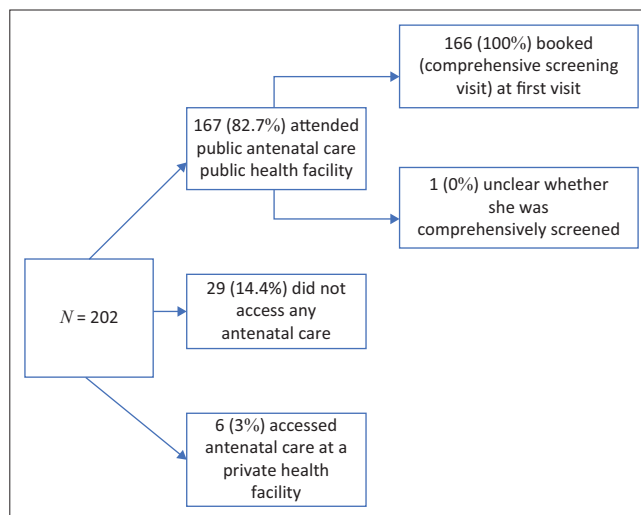 166 (100%) booked
(comprehensive screening
visit) at first visit
167 (82.7%) attended
public antenatal care
public health facility
1 (0%) unclear whether
she was
comprehensively screened
N = 202
29 (14.4%) did not
access any
antenatal care
6 (3%) accessed
antenatal care at a
private health
facility